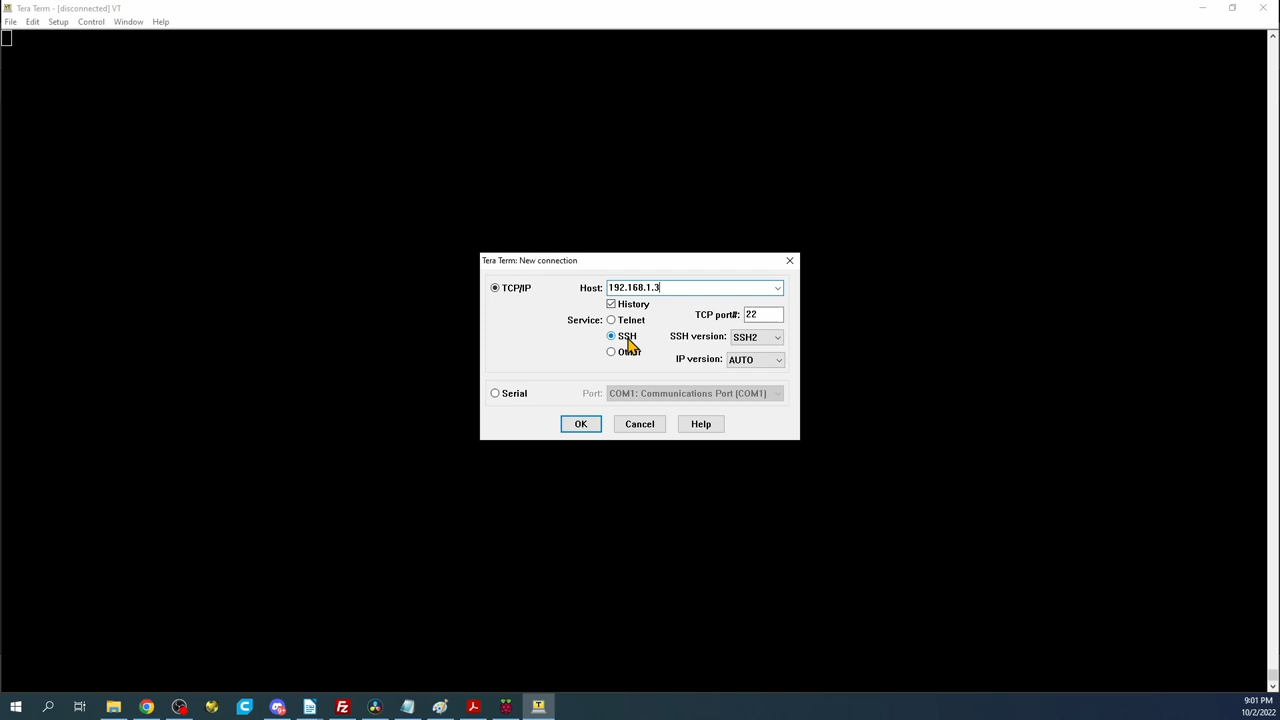 Tera Term - [disconnected] VT
File Edit Setup Control Window Help
Tera Term: New connection
TCP/IP Host: 192.168.1.3
History
Service: Telnet TCP port#: 22
SSH SSH version: SSH2
Other IP version: AUTO
Serial Port: COM1: Communications Port (COM1)
OK Cancel Help
9:01 PM
10/2/2022